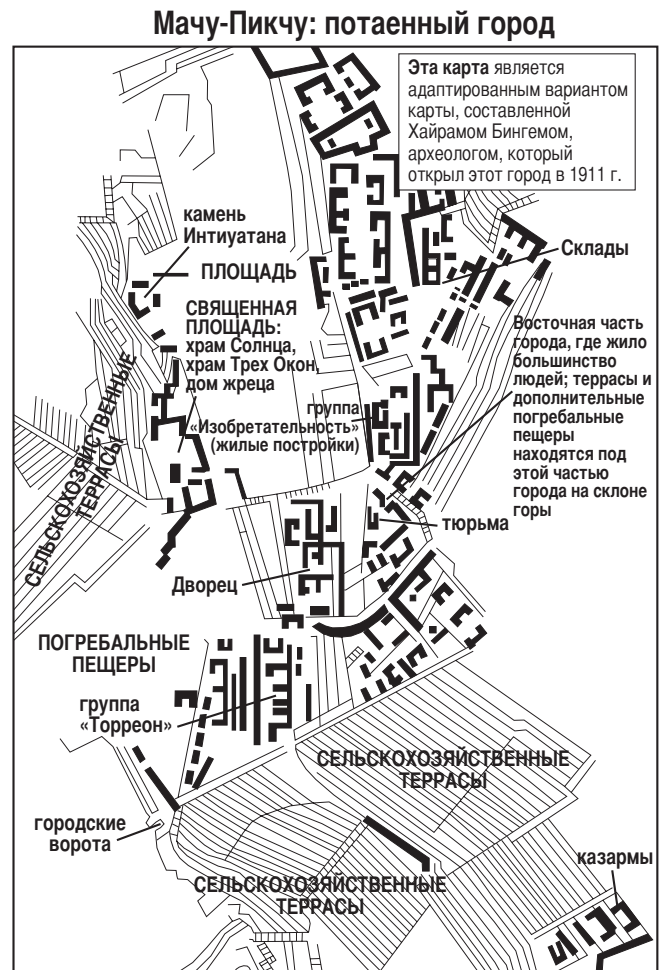 Мачу-Пикчу: потаенный город
Эта карта является
адаптированным вариантом
карты, составленной
Хайрамом Бингемом,
археологом, который
открыл этот город в 1911 г.
камень
Интиуатана
ПЛОЩАДЬ
Склады
СВЯЩЕННАЯ
ПЛОЩАДЬ:
храм Солнца,
храм Трех Окон,
дом жреца
Восточная часть
города, где жило
большинство
людей; террасы и
дополнительные
погребальные
пещеры
находятся под
этой частью
города на склоне
горы
группа
«Изобретательность»
(жилые постройки)
СЕЛЬСКОХОЗЯЙСТВЕННЫЕ
ТЕРРАСЫ
тюрьма
Дворец
ПОГРЕБАЛЬНЫЕ
ПЕЩЕРЫ
группа
«Торреон»
СЕЛЬСКОХОЗЯЙСТВЕННЫЕ
ТЕРРАСЫ
городские
ворота
казармы
СЕЛЬСКОХОЗЯЙСТВЕННЫЕ
ТЕРРАСЫ